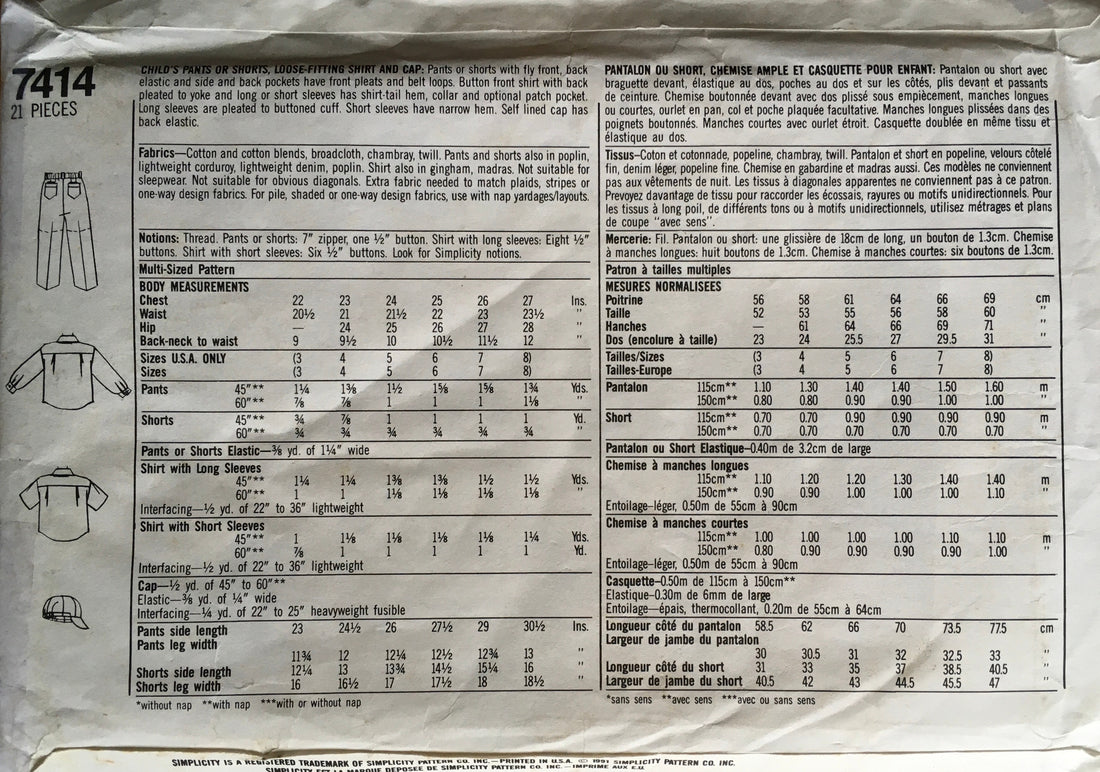 7414
21 PIECES
CHILD'S PANTS OR SHORTS, LOOSE-FITTING SHIRT AND CAP: Pants or shorts with fly front, back
elastic and side and back pockets have front pleats and belt loops. Button front shirt with back
pleated to yoke and long or short sleeves has shirt-tail hem, collar and optional patch pocket.
Long sleeves are pleated to buttoned cuff. Short sleeves have narrow hem. Self lined cap has
back elastic.
Fabrics—Cotton and cotton blends, broadcloth, chambray, twill. Pants and shorts also in poplin,
lightweight corduroy, lightweight denim, poplin. Shirt also in gingham, madras. Not suitable for
sleepwear. Not suitable for obvious diagonals. Extra fabric needed to match plaids, stripes or
one-way design fabrics. For pile, shaded or one-way design fabrics, use with nap yardages/layouts.
Notions: Thread. Pants or shorts: 7" zipper, one ½" button. Shirt with long sleeves: Eight ½"
buttons. Shirt with short sleeves: Six ½" buttons. Look for Simplicity notions.
Multi-Sized Pattern
BODY MEASUREMENTS
Chest 22 23 24 25 26 27 Ins.
Waist 20½ 21 21½ 22 23 23½ "
Hip — 24 25 26 27 28 "
Back-neck to waist 9 9½ 10 10½ 11½ 12 "
Sizes U.S.A. ONLY (3 4 5 6 7 8)
Sizes (3 4 5 6 7 8)
Pants 45"** 1¼ 1⅜ 1½ 1⅝ 1⅝ 1¾ Yds.
60"** ⅞ ⅞ 1 1 1 1⅛ "
Shorts 45"** ¾ ⅞ 1 1 1 1 Yd.
60"** ¾ ¾ ¾ ¾ ¾ ¾ "
Pants or Shorts Elastic—⅜ yd. of 1¼" wide
Shirt with Long Sleeves
45"** 1¼ 1¼ 1⅜ 1⅜ 1½ 1½ Yds.
60"** 1 1 1⅛ 1⅛ 1⅛ 1⅛ "
Interfacing—½ yd. of 22" to 36" lightweight
Shirt with Short Sleeves
45"** 1 1⅛ 1⅛ 1⅛ 1⅛ 1¼ Yds.
60"** ⅞ 1 1 1 1 1 Yd.
Interfacing—½ yd. of 22" to 36" lightweight
Cap—½ yd. of 45" to 60"**
Elastic—⅜ yd. of ¼" wide
Interfacing—¼ yd. of 22" to 25" heavyweight fusible
Pants side length 23 24½ 26 27½ 29 30½ Ins.
Pants leg width
11¾ 12 12¼ 12½ 12¾ 13 "
Shorts side length 12¼ 13 13¾ 14½ 15¼ 16 "
Shorts leg width 16 16½ 17 17½ 18 18½ "
*without nap **with nap ***with or without nap
PANTALON OU SHORT, CHEMISE AMPLE ET CASQUETTE POUR ENFANT: Pantalon ou short avec
braguette devant, élastique au dos, poches au dos et sur les côtés, plis devant et passants
de ceinture. Chemise boutonnée devant avec dos plissé sous empiècement, manches longues
ou courtes, ourlet en pan, col et poche plaquée facultative. Manches longues plissées dans des
poignets boutonnés. Manches courtes avec ourlet étroit. Casquette doublée en même tissu et
élastique au dos.
Tissus—Coton et cotonnade, popeline, chambray, twill. Pantalon et short en popeline, velours côtelé
fin, denim léger, popeline fine. Chemise en gabardine et madras aussi. Ces modèles ne conviennent
pas aux vêtements de nuit. Les tissus à diagonales apparentes ne conviennent pas à ce patron.
Prevoyez davantage de tissu pour raccorder les écossais, rayures ou motifs unidirectionnels. Pour
les tissus à long poil, de différents tons ou à motifs unidirectionnels, utilisez métrages et plans
de coupe "avec sens".
Mercerie: Fil. Pantalon ou short: une glissière de 18cm de long, un bouton de 1.3cm. Chemise
à manches longues: huit boutons de 1.3cm. Chemise à manches courtes: six boutons de 1.3cm.
Patron à tailles multiples
MESURES NORMALISEES
Poitrine 56 58 61 64 66 69 cm
Taille 52 53 55 56 58 60 "
Hanches — 61 64 66 69 71 "
Dos (encolure à taille) 23 24 25.5 27 29.5 31 "
Tailles/Sizes (3 4 5 6 7 8)
Tailles-Europe (3 4 5 6 7 8)
Pantalon 115cm** 1.10 1.30 1.40 1.40 1.50 1.60 m
150cm** 0.80 0.80 0.90 0.90 1.00 1.00 "
Short 115cm** 0.70 0.70 0.90 0.90 0.90 0.90 m
150cm** 0.70 0.70 0.70 0.70 0.70 0.70 "
Pantalon ou Short Elastique–0.40m de 3.2cm de large
Chemise à manches longues
115cm** 1.10 1.20 1.20 1.30 1.40 1.40 m
150cm** 0.90 0.90 1.00 1.00 1.00 1.10 "
Entoilage–léger, 0.50m de 55cm à 90cm
Chemise à manches courtes
115cm** 1.00 1.00 1.00 1.00 1.10 1.10 m
150cm** 0.80 0.90 0.90 0.90 0.90 1.00 "
Entoilage–léger, 0.50m de 55cm à 90cm
Casquette–0.50m de 115cm à 150cm**
Elastique–0.30m de 6mm de large
Entoilage—épais, thermocollant, 0.20m de 55cm à 64cm
Longueur côté du pantalon 58.5 62 66 70 73.5 77.5 cm
Largeur de jambe du pantalon
30 30.5 31 32 32.5 33 "
Longueur côté du short 31 33 35 37 38.5 40.5 "
Largeur de jambe du short 40.5 42 43 44.5 45.5 47 "
*sans sens **avec sens ***avec ou sans sens
SIMPLICITY IS A REGISTERED TRADEMARK OF SIMPLICITY PATTERN CO. INC.—PRINTED IN U.S.A. © 1991 SIMPLICITY PATTERN CO. INC.
SIMPLICITY EST LA MARQUE DEPOSEE DE SIMPLICITY PATTERN CO. INC.—IMPRIME AUX E.U.